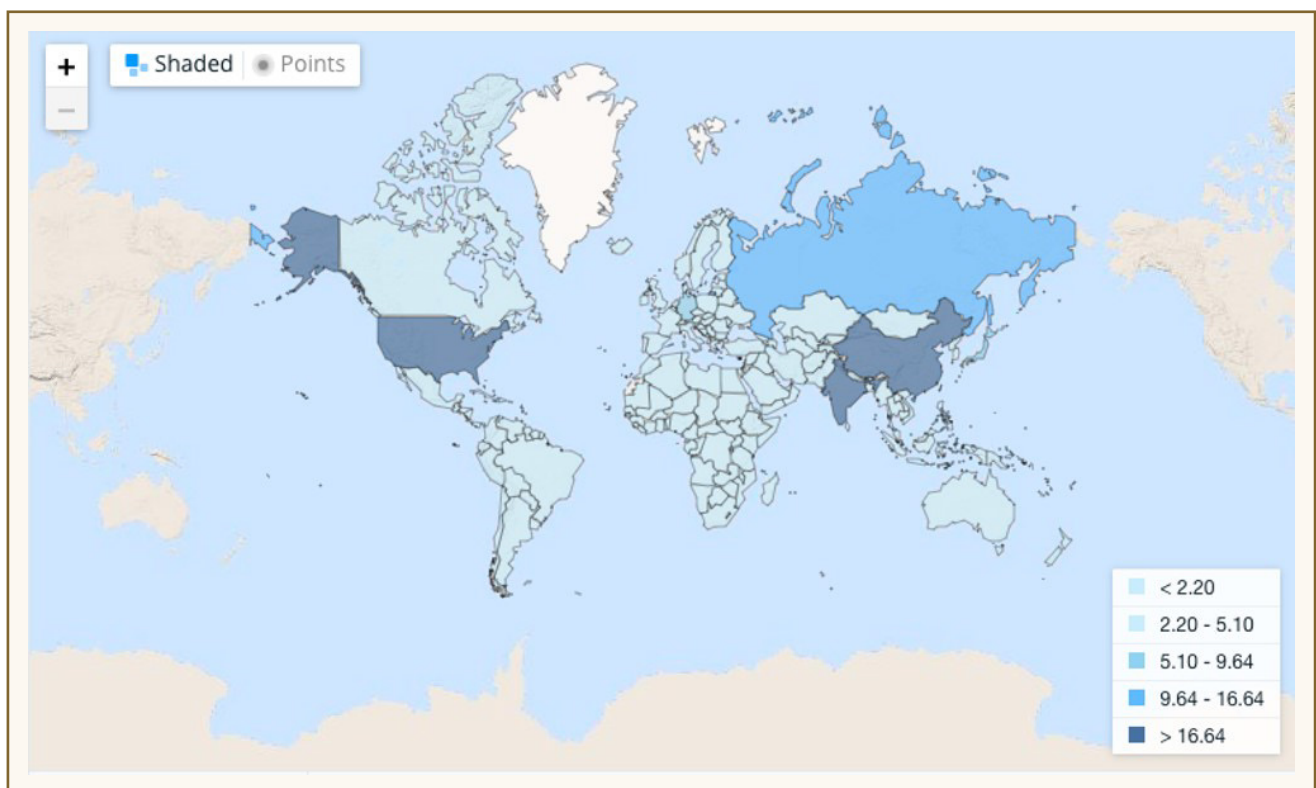 +
Shaded
Points
−
< 2.20
2.20 - 5.10
5.10 - 9.64
9.64 - 16.64
> 16.64